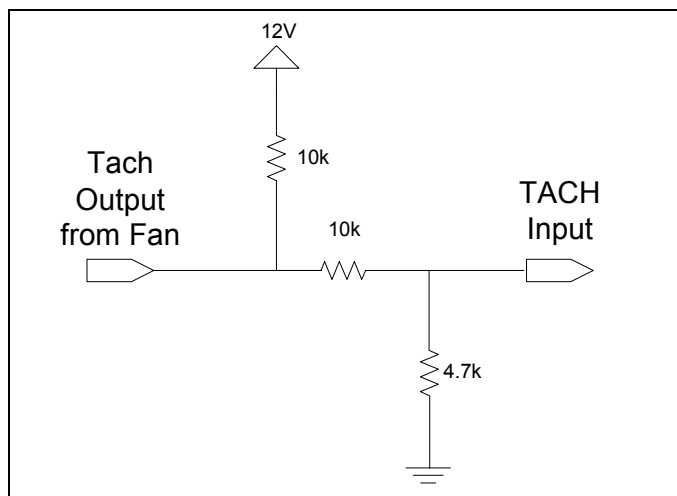 12V
10k
Tach
Output
from Fan
10k
TACH
Input
4.7k